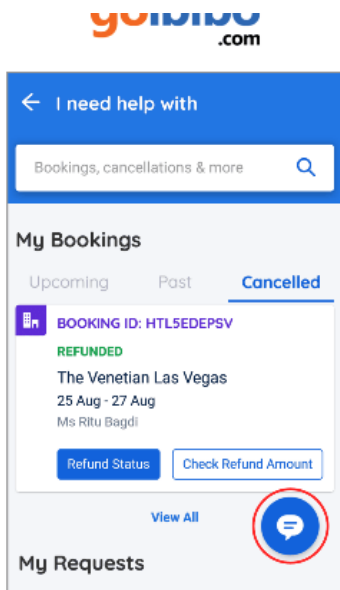 goibibo
.com
← I need help with
Bookings, cancellations & more
My Bookings
Upcoming Past Cancelled
BOOKING ID: HTL5EDEPSV
REFUNDED
The Venetian Las Vegas
25 Aug - 27 Aug
Ms Ritu Bagdi
Refund Status Check Refund Amount
View All
My Requests